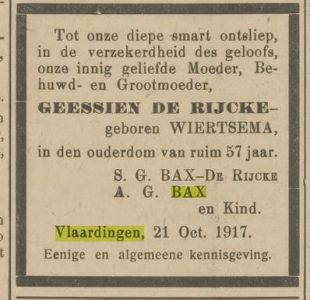 Tot onze diepe smart ontsliep,
in de verzekerdheid des geloofs,
onze innig geliefde Moeder, Be-
huwd- en Grootmoeder,
GEESSIEN DE RIJCKE–
geboren WIERTSEMA,
in den ouderdom van ruim 57 jaar.
S. G. BAX–DE RIJCKE
A. G. BAX
en Kind.
Vlaardingen, 21 Oct. 1917.
Eenige en algemeene kennisgeving.